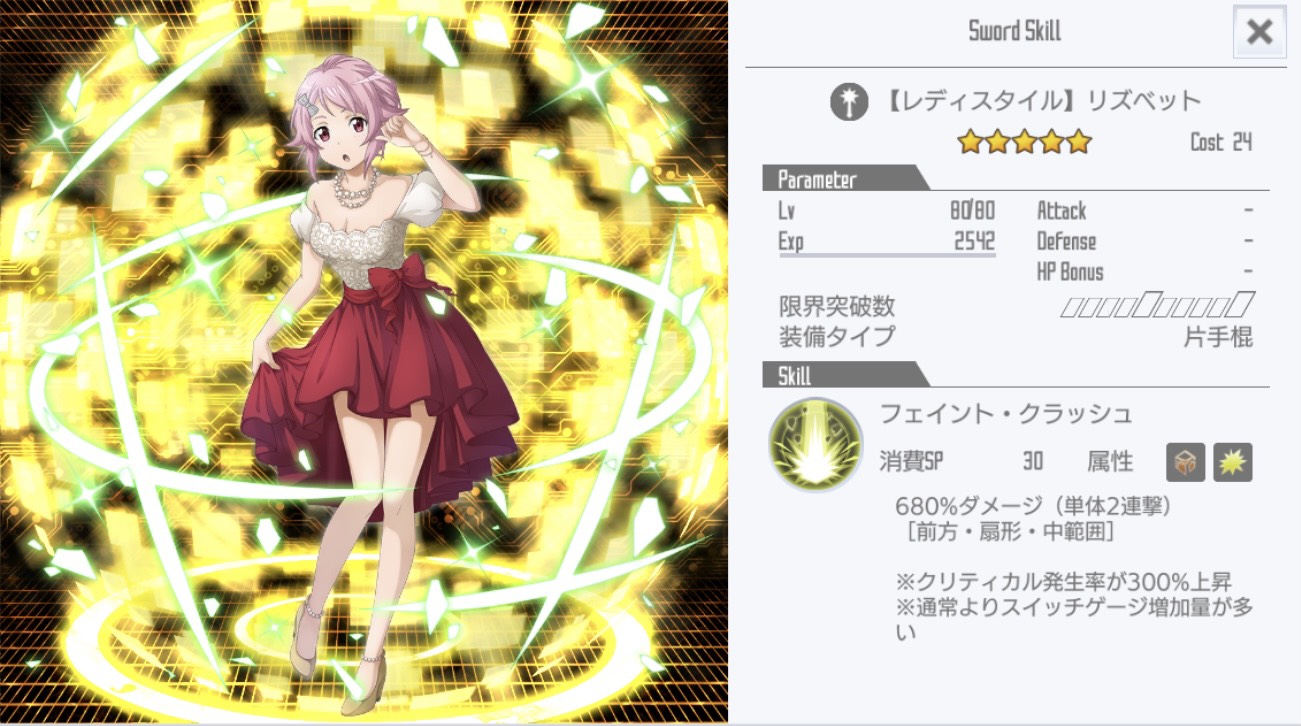 Sword Skill
【レディスタイル】リズベット
Cost 24
Parameter
Lv 80/80
Attack -
Exp 2542
Defense -
HP Bonus -
限界突破数
装備タイプ 片手棍
Skill
フェイント・クラッシュ
消費SP 30 属性
680%ダメージ（単体2連撃）
［前方・扇形・中範囲］
※クリティカル発生率が300%上昇
※通常よりスイッチゲージ増加量が多
い